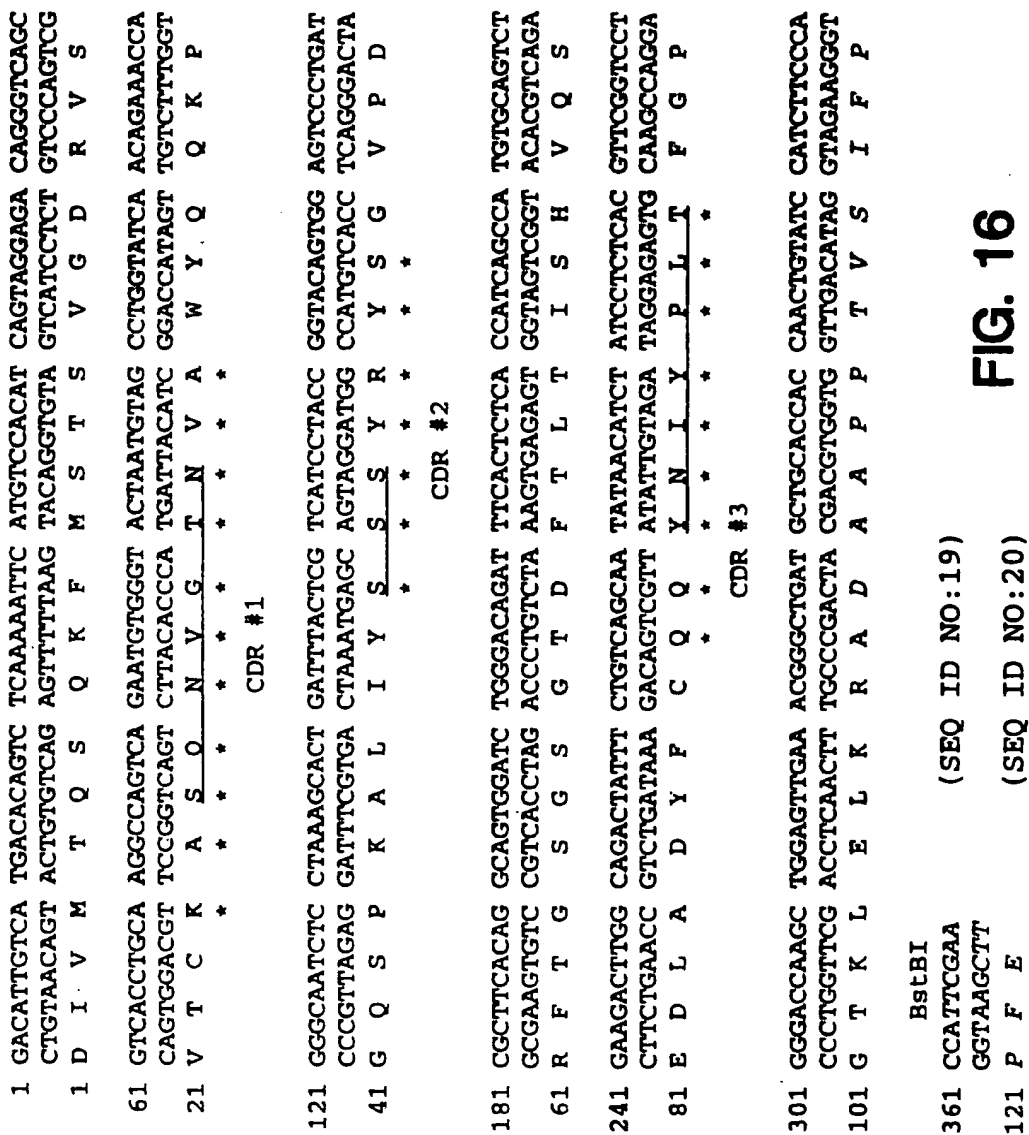 1 GACATTGTCA TGACACAGTC TCAAAAATTC ATGTCCACAT CAGTAGGAGA CAGGGTCAGC
CTGTAACAGT ACTGTGTCAG AGTTTTTAAG TACAGGTGTA GTCATCCTCT GTCCCAGTCG
1 D I V M T Q S Q K F M S T S V G D R V S
61 GTCACCTGCA AGGCCAGTCA GAATGTGGGT ACTAATGTAG CCTGGTATCA ACAGAAACCA
CAGTGGACGT TCCGGTCAGT CTTACACCCA TGATTACATC GGACCATAGT TGTCTTTGGT
21 V T C K A S Q N V G T N V A W Y Q Q K P
* * * * * * * * * * *
CDR #1
121 GGGCAATCTC CTAAAGCACT GATTTACTCG TCATCCTACC GGTACAGTGG AGTCCCTGAT
CCCGTTAGAG GATTTCGTGA CTAAATGAGC AGTAGGATGG CCATGTCACC TCAGGGACTA
41 G Q S P K A L I Y S S S Y R Y S G V P D
* * * * * * *
CDR #2
181 CGCTTCACAG GCAGTGGATC TGGGACAGAT TTCACTCTCA CCATCAGCCA TGTGCAGTCT
GCGAAGTGTC CGTCACCTAG ACCCTGTCTA AAGTGAGAGT GGTAGTCGGT ACACGTCAGA
61 R F T G S G S G T D F T L T I S H V Q S
241 GAAGACTTGG CAGACTATTT CTGTCAGCAA TATAACATCT ATCCTCTCAC GTTCGGTCCT
CTTCTGAACC GTCTGATAAA GACAGTCGTT ATATTGTAGA TAGGAGAGTG CAAGCCAGGA
81 E D L A D Y F C Q Q Y N I Y P L T F G P
* * * * * * * * *
CDR #3
301 GGGACCAAGC TGGAGTTGAA ACGGGCTGAT GCTGCACCAC CAACTGTATC CATCTTCCCA
CCCTGGTTCG ACCTCAACTT TGCCCGACTA CGACGTGGTG GTTGACATAG GTAGAAGGGT
101 G T K L E L K R A D A A P P T V S I F P
BstBI
361 CCATTCGAA (SEQ ID NO:19)
GGTAAGCTT
121 P F E (SEQ ID NO:20)
FIG. 16